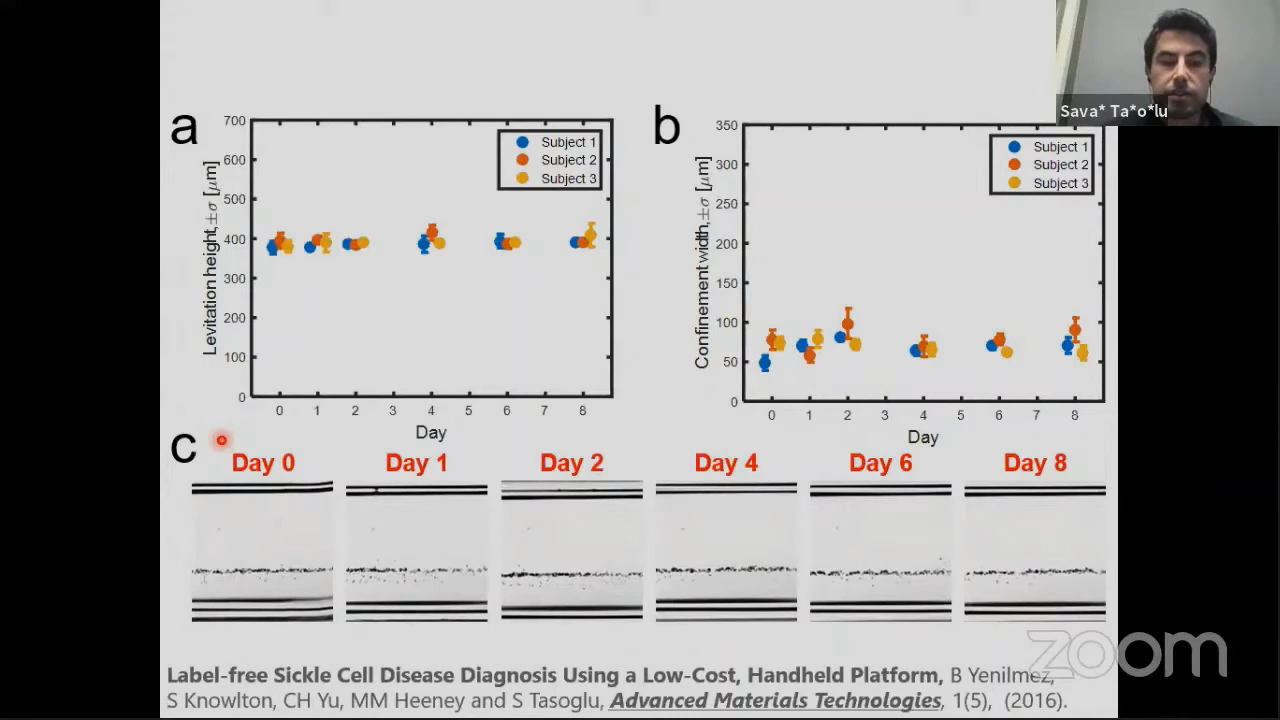 Sava* Ta*o*lu
a
700
600
500
400
300
200
100
0
Levitation height,±σ [μm]
Subject 1
Subject 2
Subject 3
0 1 2 3 4 5 6 7 8
Day
b
350
300
250
200
150
100
50
0
Confinement width,±σ [μm]
Subject 1
Subject 2
Subject 3
0 1 2 3 4 5 6 7 8
Day
c
Day 0 Day 1 Day 2 Day 4 Day 6 Day 8
zoom
Label-free Sickle Cell Disease Diagnosis Using a Low-Cost, Handheld Platform, B Yenilmez,
S Knowlton, CH Yu, MM Heeney and S Tasoglu, Advanced Materials Technologies, 1(5), (2016).